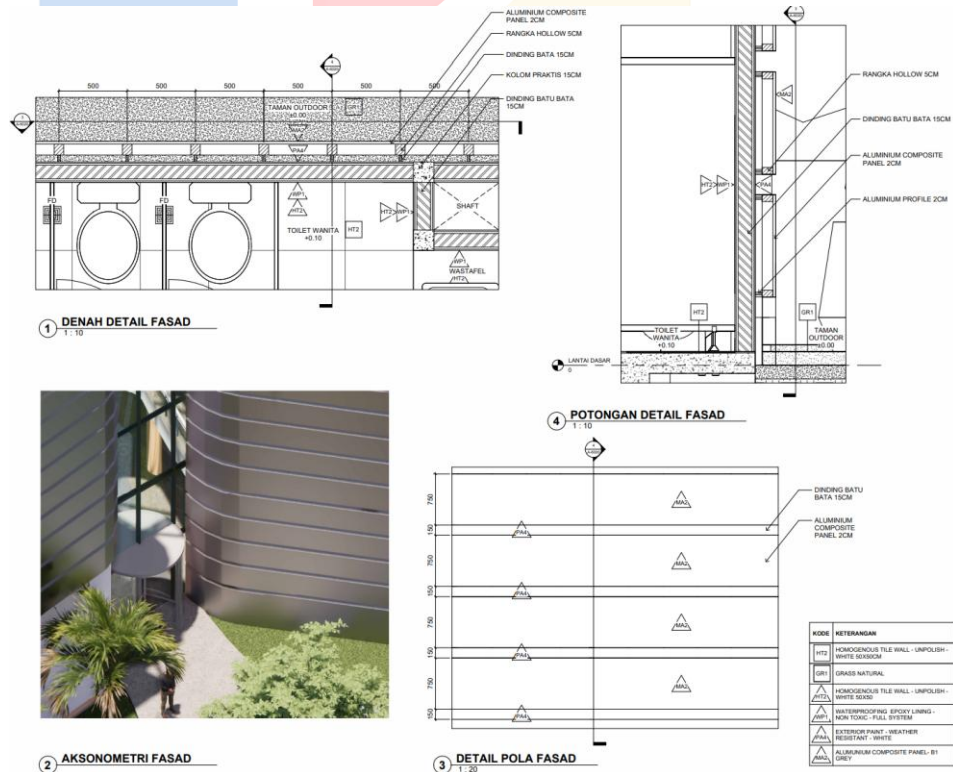 ALUMINIUM COMPOSITE
PANEL 2CM
RANGKA HOLLOW 5CM
DINDING BATA 15CM
KOLOM PRAKTIS 15CM
DINDING BATU BATA
15CM
500
500
500
500
500
500
TAMAN OUTDOOR
±0.00
GR1
MA2
PA4
FD
FD
WP1
HT2
TOILET WANITA
+0.10
HT2
HT2
WP1
SHAFT
WP1
WASTAFEL
HT2
1
DENAH DETAIL FASAD
1 : 10
RANGKA HOLLOW 5CM
MA2
DINDING BATU BATA 15CM
ALUMINIUM COMPOSITE
PANEL 2CM
HT2
WP1
PA4
ALUMINIUM PROFILE 2CM
HT2
GR1
TOILET
WANITA
+0.10
TAMAN
OUTDOOR
±0.00
LANTAI DASAR
0
4
POTONGAN DETAIL FASAD
1 : 10
2
AKSONOMETRI FASAD
750
150
750
150
750
150
750
150
MA2
PA4
MA2
PA4
MA2
PA4
MA2
PA4
DINDING BATU
BATA 15CM
ALUMINIUM
COMPOSITE
PANEL 2CM
3
DETAIL POLA FASAD
1 : 20
KODE KETERANGAN
HT2 HOMOGENOUS TILE WALL - UNPOLISH -
WHITE 50X50CM
GR1 GRASS NATURAL
HT2 HOMOGENOUS TILE WALL - UNPOLISH -
WHITE 50X50
WP1 WATERPROOFING EPOXY LINING -
NON TOXIC - FULL SYSTEM
PA4 EXTERIOR PAINT - WEATHER
RESISTANT - WHITE
MA2 ALUMUNIUM COMPOSITE PANEL- B1
GREY